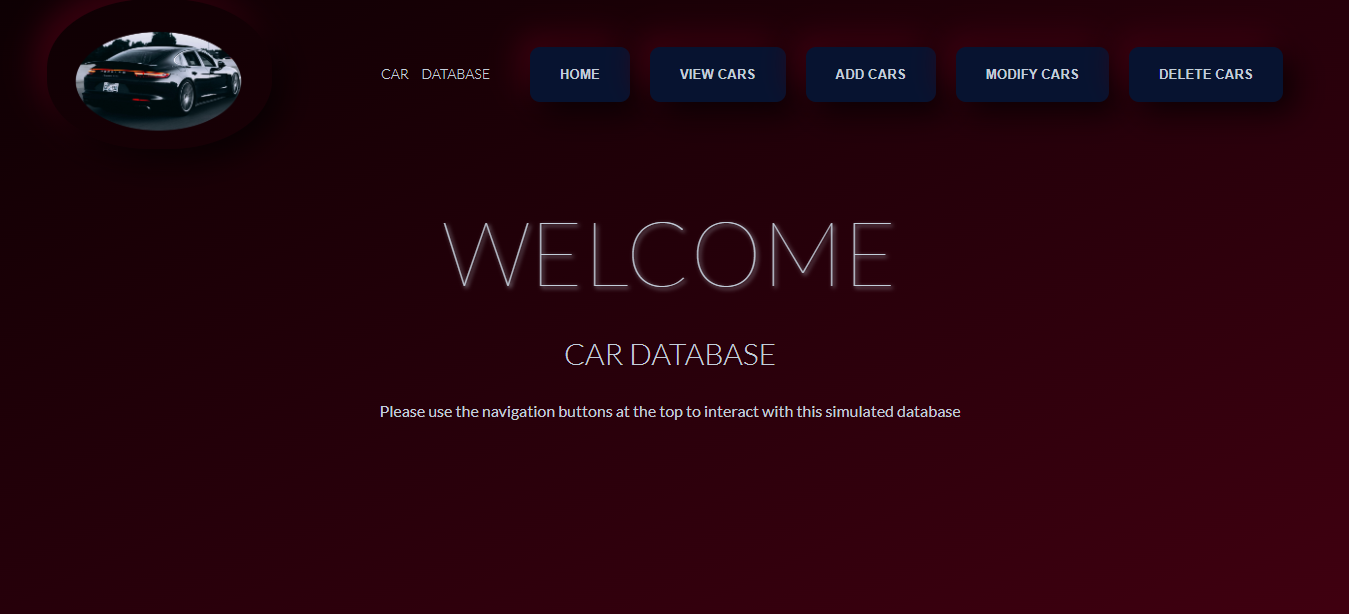 CAR DATABASE HOME VIEW CARS ADD CARS MODIFY CARS DELETE CARS
WELCOME
CAR DATABASE
Please use the navigation buttons at the top to interact with this simulated database